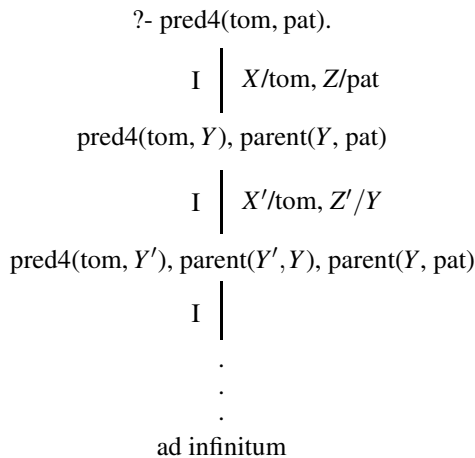 ?- pred4(tom, pat).
I X/tom, Z/pat
pred4(tom, Y), parent(Y, pat)
I X′/tom, Z′/Y
pred4(tom, Y′), parent(Y′,Y), parent(Y, pat)
I
.
.
.
ad infinitum